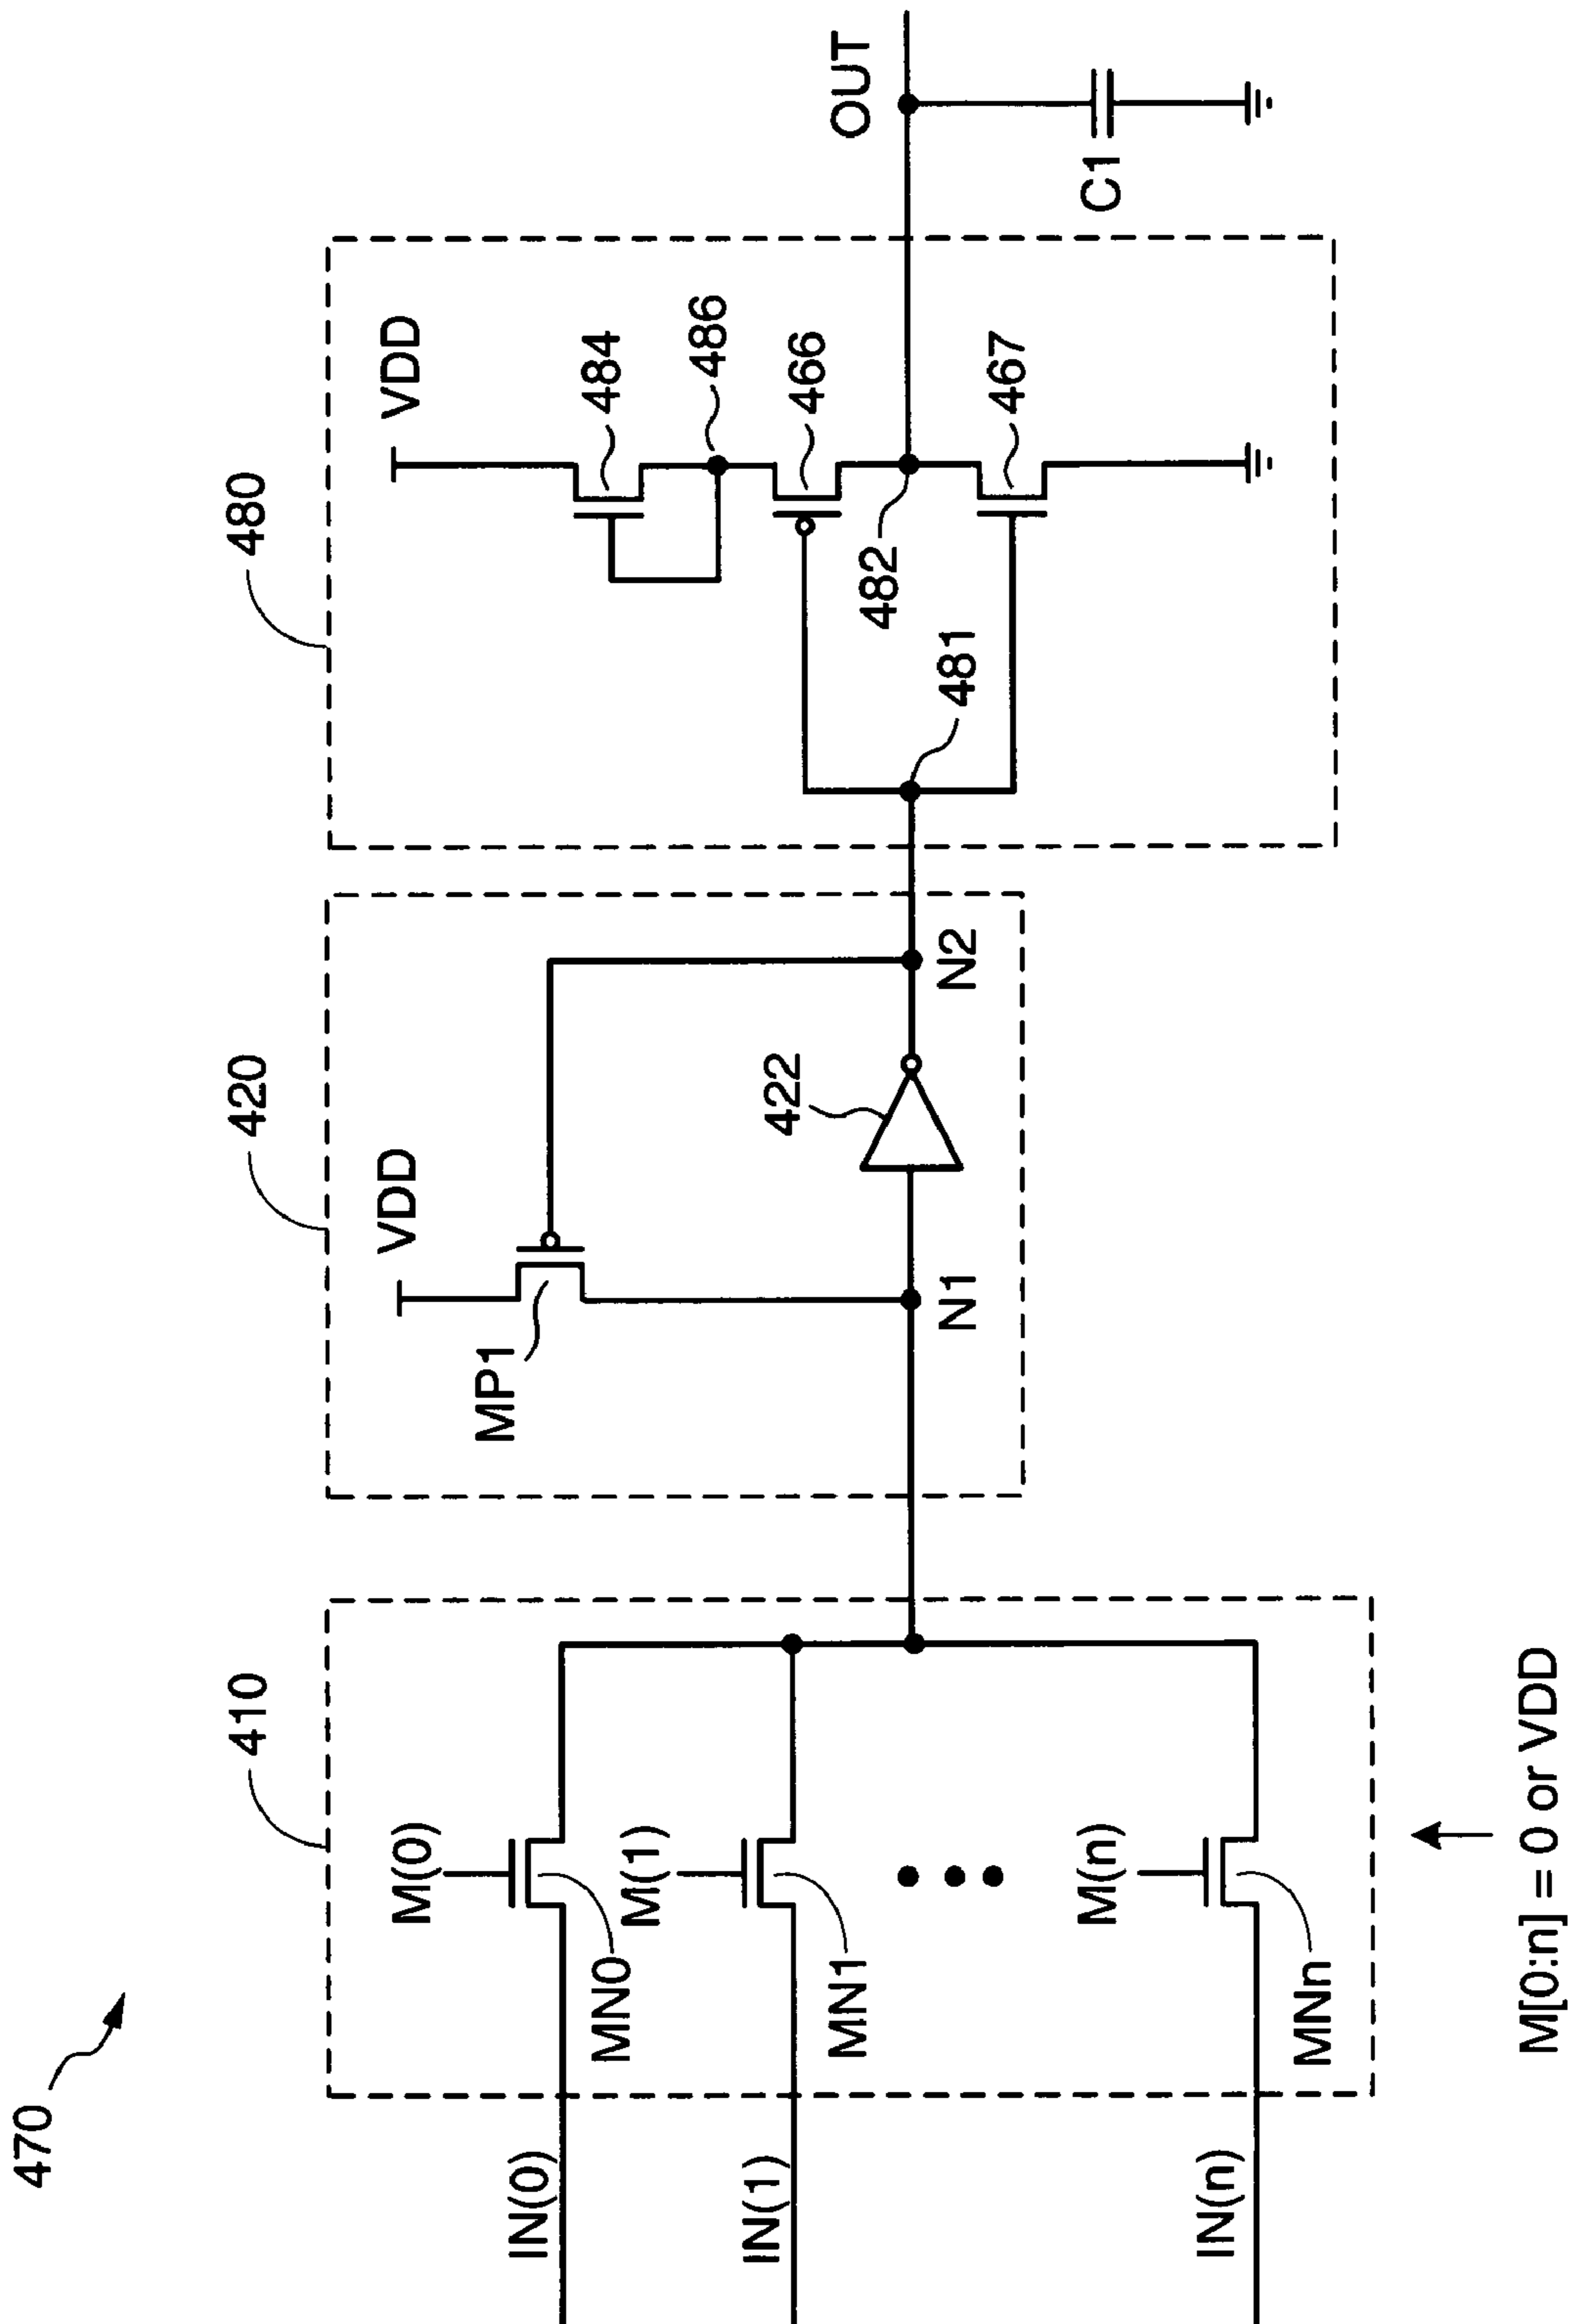 470
410
420
480
IN(0)
M(0)
MN0
IN(1)
M(1)
MN1
IN(n)
M(n)
MNn
M[0:n] = 0 or VDD
VDD
MP1
422
N1
N2
VDD
484
486
466
482
481
467
OUT
C1